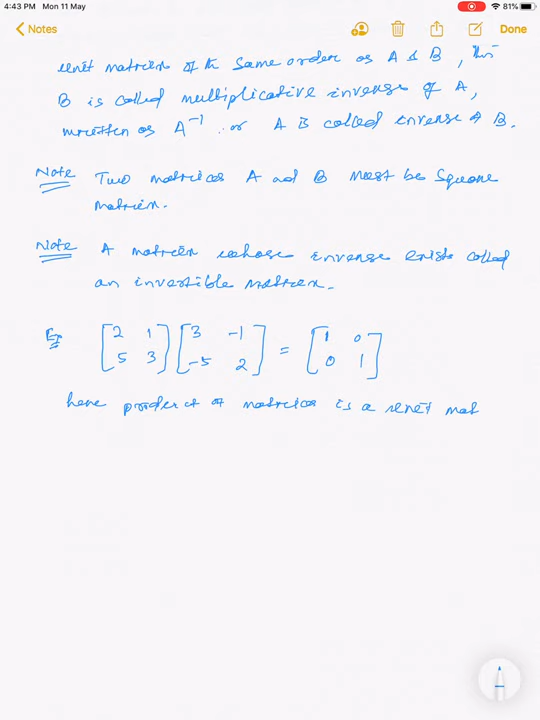 4:43 PM Mon 11 May 81%
Notes Done
unit matrix of the same order as A & B, then
B is called multiplicative inverse of A,
written as A⁻¹ or A is called inverse of B.
Note Two matrices A and B must be square
matrix.
Note A matrix whose inverse exists called
an invertible matrix.
Ex [2 1] [3 -1] = [1 0]
[5 3] [-5 2] [0 1]
here product of matrices is a unit mat